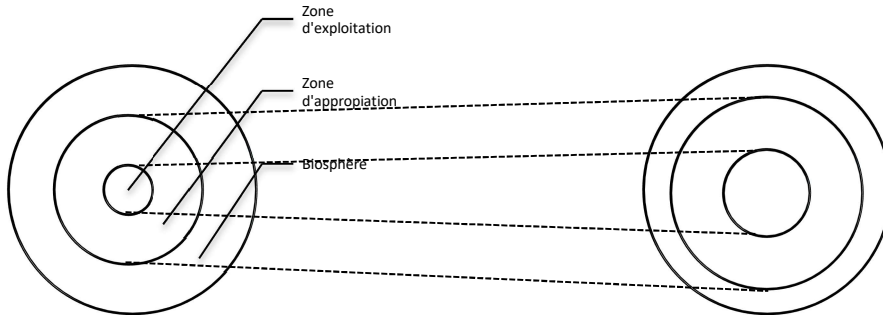 Zone
d'exploitation
Zone
d'appropiation
Biosphère